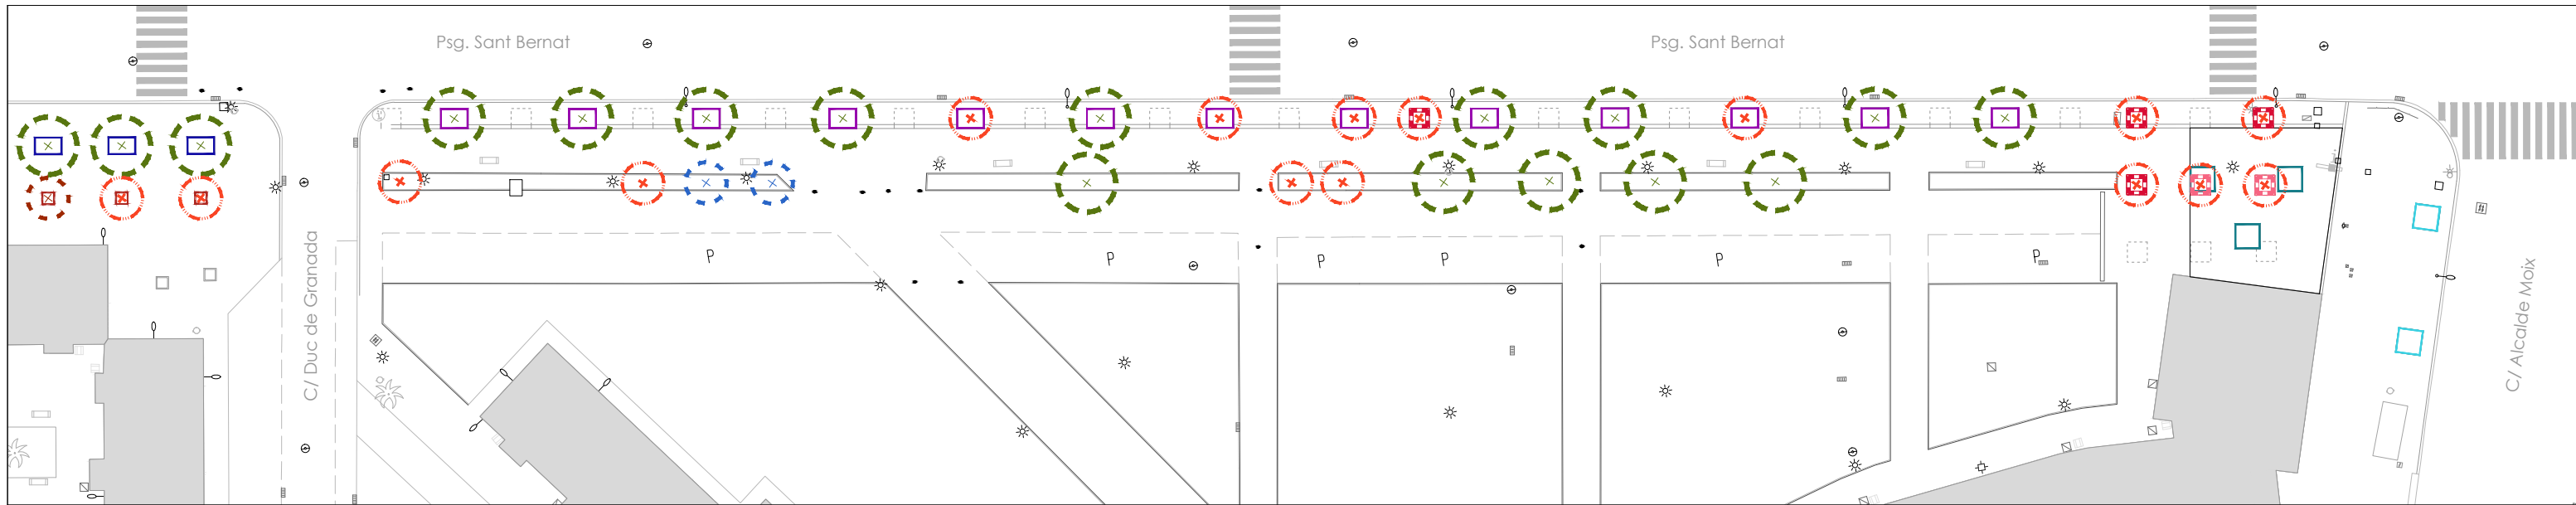 Psg. Sant Bernat
Psg. Sant Bernat
C/ Duc de Granada
P
P
P
P
P
P
C/ Alcalde Moix